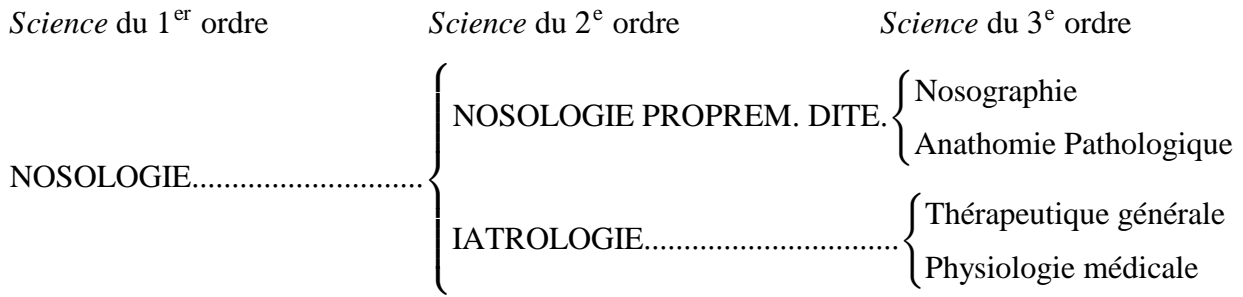 Science du 1er ordre Science du 2e ordre Science du 3e ordre
Nosographie
NOSOLOGIE PROPREM. DITE.
Anathomie Pathologique
NOSOLOGIE.............................
Thérapeutique générale
IATROLOGIE................................
Physiologie médicale